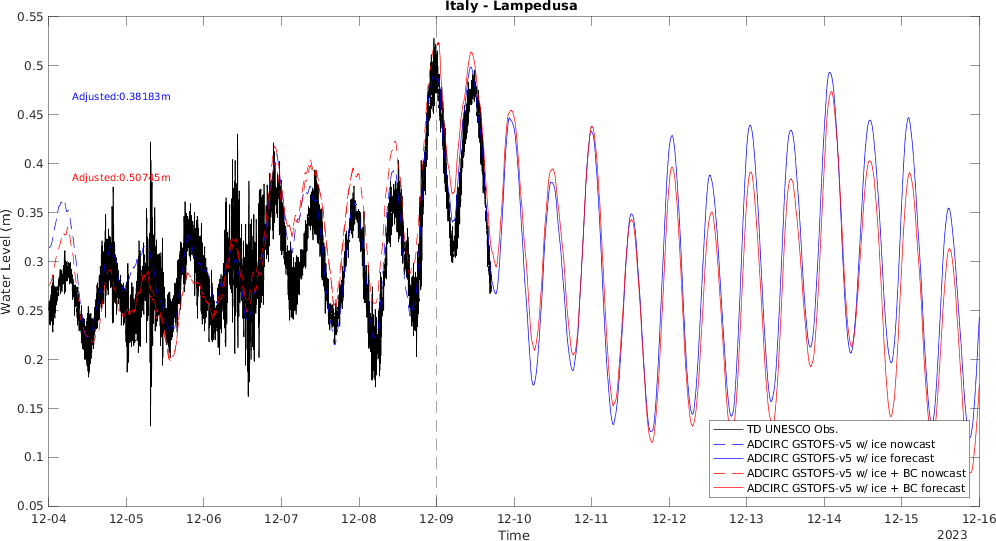 Italy - Lampedusa
0.55
0.5
0.45
0.4
0.35
0.3
0.25
0.2
0.15
0.1
0.05
Water Level (m)
Adjusted:0.38183m
Adjusted:0.50745m
TD UNESCO Obs.
ADCIRC GSTOFS-v5 w/ ice nowcast
ADCIRC GSTOFS-v5 w/ ice forecast
ADCIRC GSTOFS-v5 w/ ice + BC nowcast
ADCIRC GSTOFS-v5 w/ ice + BC forecast
12-04 12-05 12-06 12-07 12-08 12-09 12-10 12-11 12-12 12-13 12-14 12-15 12-16
Time
2023